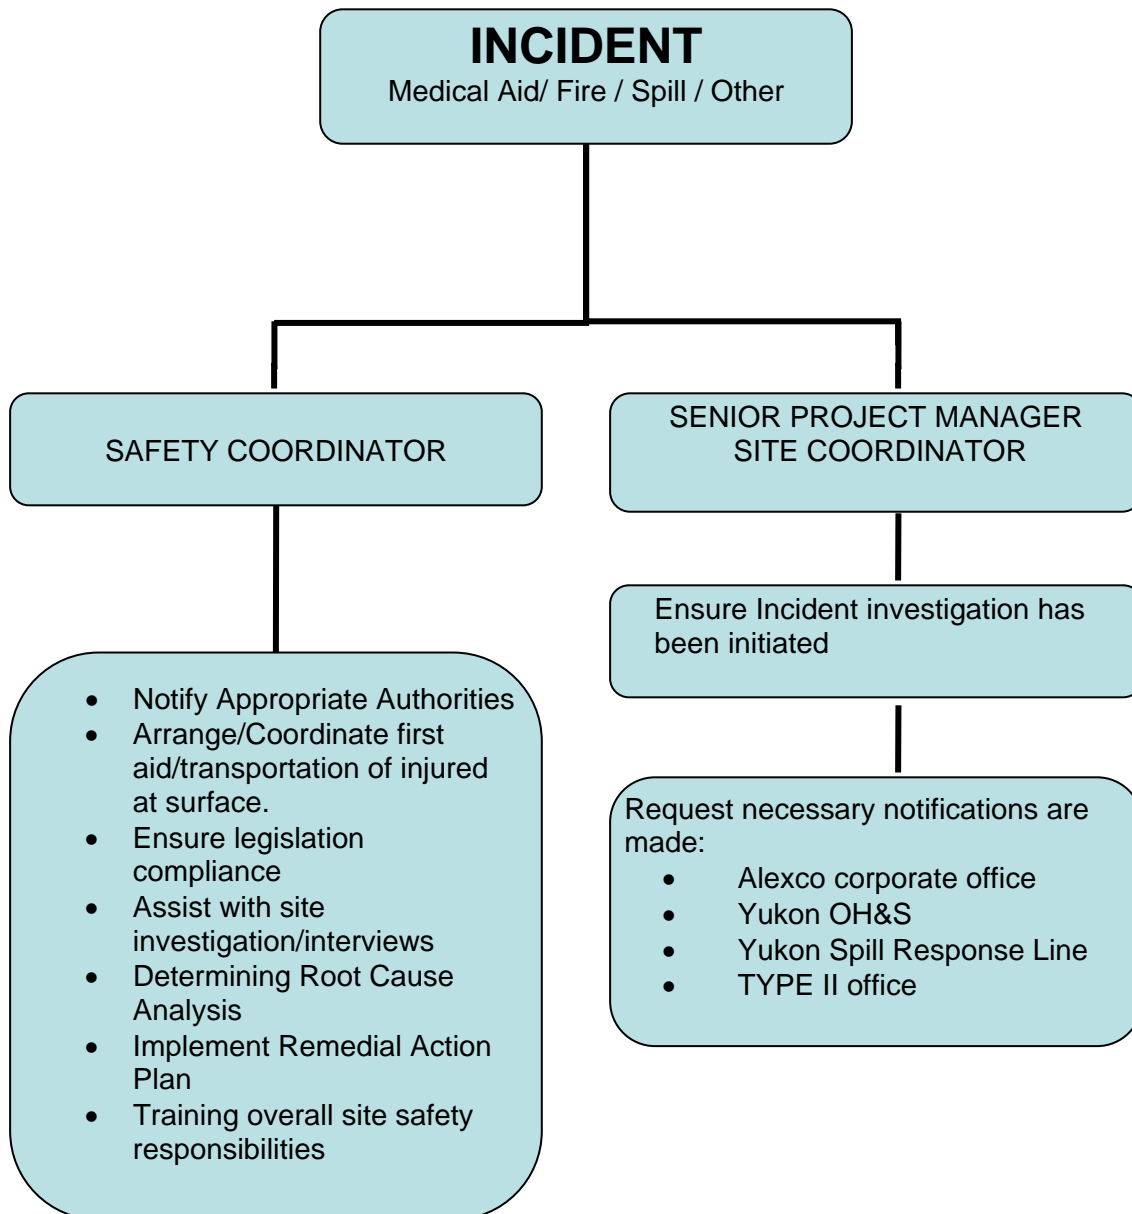 INCIDENT
Medical Aid/ Fire / Spill / Other
SAFETY COORDINATOR
SENIOR PROJECT MANAGER
SITE COORDINATOR
Ensure Incident investigation has
been initiated
• Notify Appropriate Authorities
• Arrange/Coordinate first
aid/transportation of injured
at surface.
• Ensure legislation
compliance
• Assist with site
investigation/interviews
• Determining Root Cause
Analysis
• Implement Remedial Action
Plan
• Training overall site safety
responsibilities
Request necessary notifications are
made:
• Alexco corporate office
• Yukon OH&S
• Yukon Spill Response Line
• TYPE II office